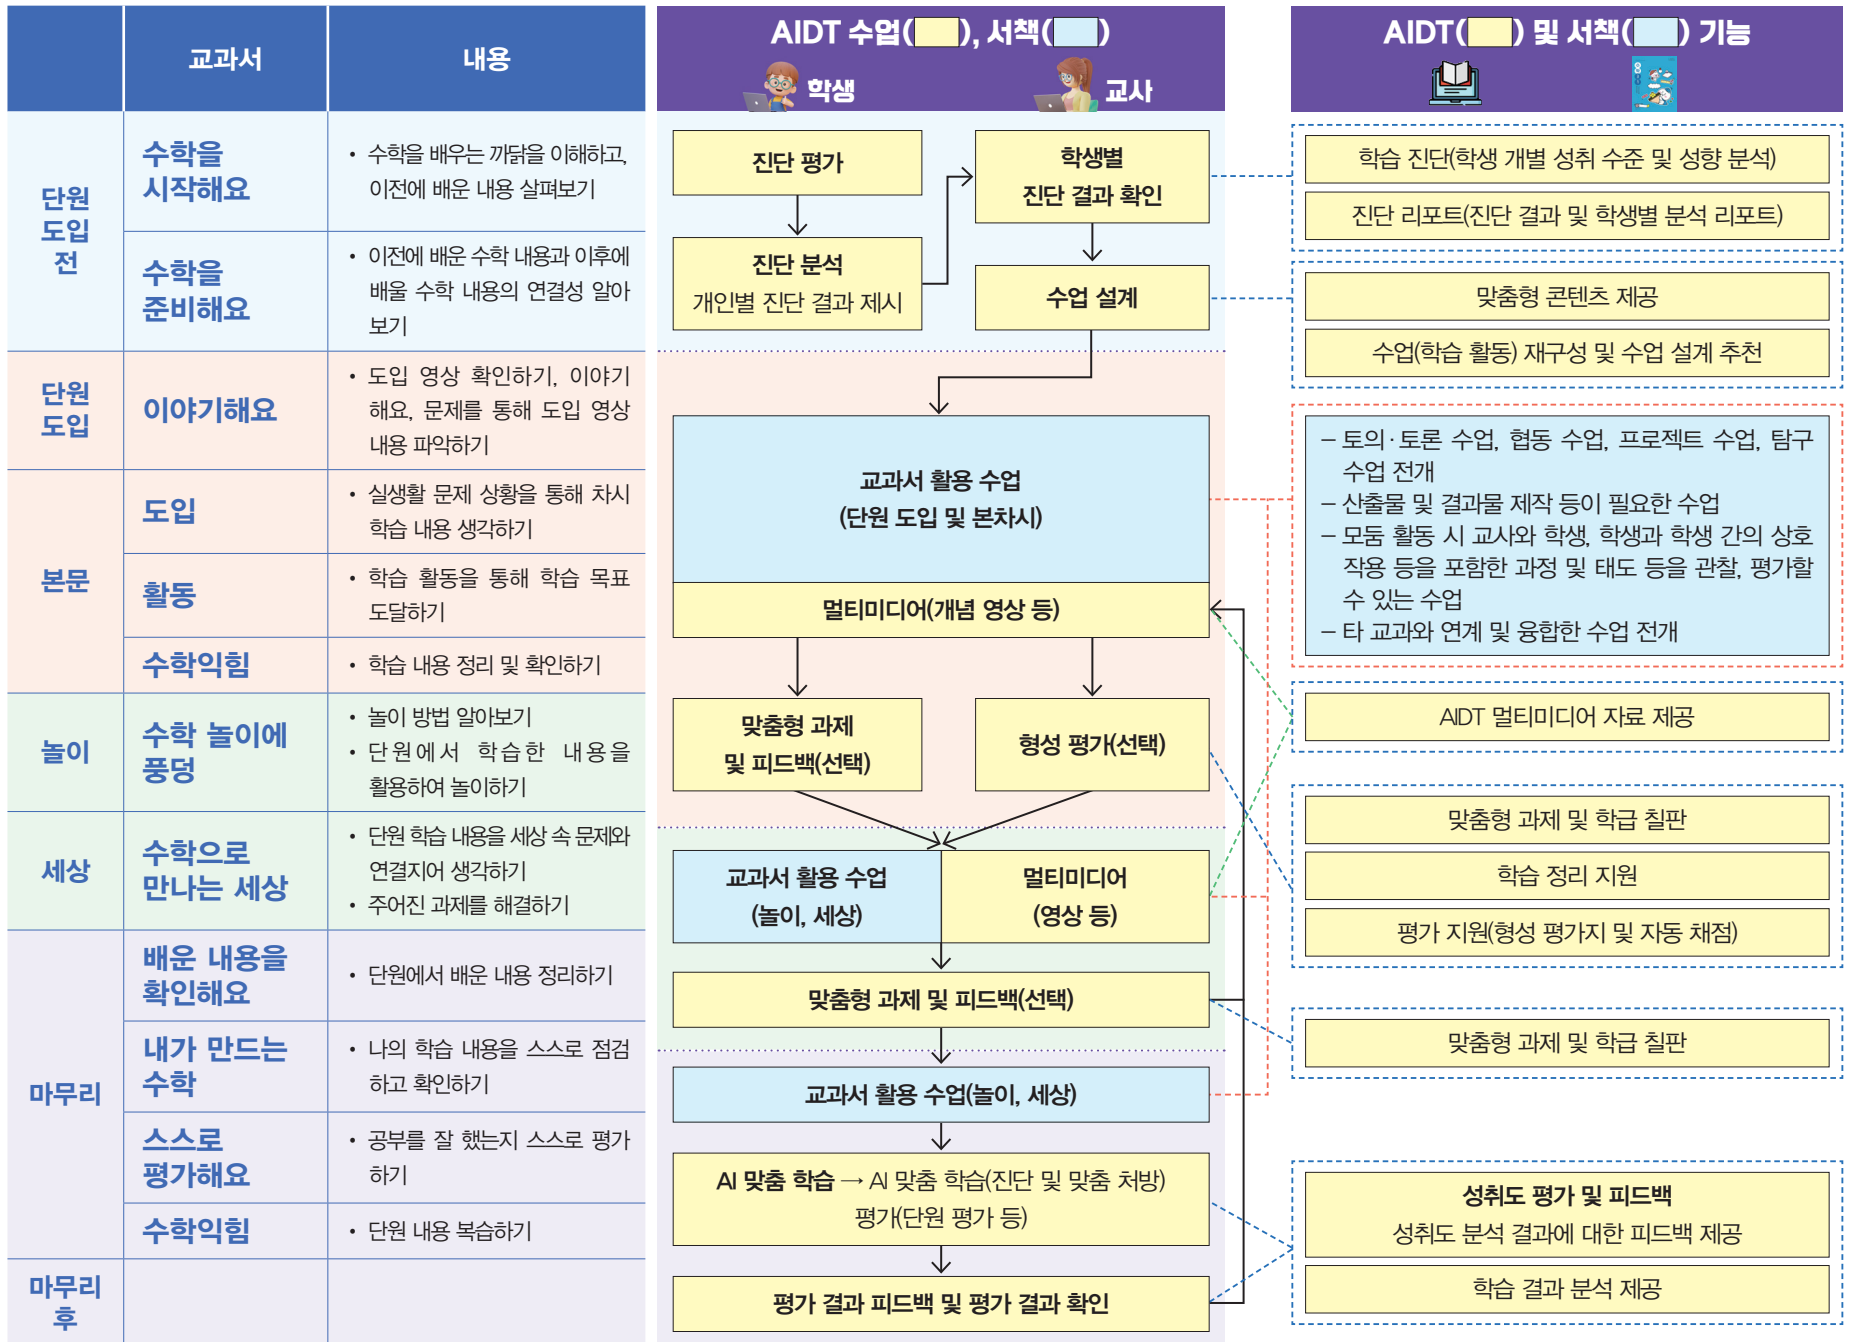 교과서
내용
단원
도입
전
수학을
시작해요
• 수학을 배우는 까닭을 이해하고,
이전에 배운 내용 살펴보기
수학을
준비해요
• 이전에 배운 수학 내용과 이후에
배울 수학 내용의 연결성 알아
보기
단원
도입
이야기해요
• 도입 영상 확인하기, 이야기
해요, 문제를 통해 도입 영상
내용 파악하기
본문
도입
• 실생활 문제 상황을 통해 차시
학습 내용 생각하기
활동
• 학습 활동을 통해 학습 목표
도달하기
수학익힘
• 학습 내용 정리 및 확인하기
놀이
수학 놀이에
풍덩
• 놀이 방법 알아보기
• 단원에서 학습한 내용을
활용하여 놀이하기
세상
수학으로
만나는 세상
• 단원 학습 내용을 세상 속 문제와
연결지어 생각하기
• 주어진 과제를 해결하기
마무리
배운 내용을
확인해요
• 단원에서 배운 내용 정리하기
내가 만드는
수학
• 나의 학습 내용을 스스로 점검
하고 확인하기
스스로
평가해요
• 공부를 잘 했는지 스스로 평가
하기
수학익힘
• 단원 내용 복습하기
마무리
후
AIDT 수업( ), 서책( )
학생
교사
진단 평가
학생별
진단 결과 확인
진단 분석
개인별 진단 결과 제시
수업 설계
교과서 활용 수업
(단원 도입 및 본차시)
멀티미디어(개념 영상 등)
맞춤형 과제
및 피드백(선택)
형성 평가(선택)
교과서 활용 수업
(놀이, 세상)
멀티미디어
(영상 등)
맞춤형 과제 및 피드백(선택)
교과서 활용 수업(놀이, 세상)
AI 맞춤 학습 → AI 맞춤 학습(진단 및 맞춤 처방)
평가(단원 평가 등)
평가 결과 피드백 및 평가 결과 확인
AIDT( ) 및 서책( ) 기능
학습 진단(학생 개별 성취 수준 및 성향 분석)
진단 리포트(진단 결과 및 학생별 분석 리포트)
맞춤형 콘텐츠 제공
수업(학습 활동) 재구성 및 수업 설계 추천
– 토의·토론 수업, 협동 수업, 프로젝트 수업, 탐구
수업 전개
– 산출물 및 결과물 제작 등이 필요한 수업
– 모둠 활동 시 교사와 학생, 학생과 학생 간의 상호
작용 등을 포함한 과정 및 태도 등을 관찰, 평가할
수 있는 수업
– 타 교과와 연계 및 융합한 수업 전개
AIDT 멀티미디어 자료 제공
맞춤형 과제 및 학급 칠판
학습 정리 지원
평가 지원(형성 평가지 및 자동 채점)
맞춤형 과제 및 학급 칠판
성취도 평가 및 피드백
성취도 분석 결과에 대한 피드백 제공
학습 결과 분석 제공